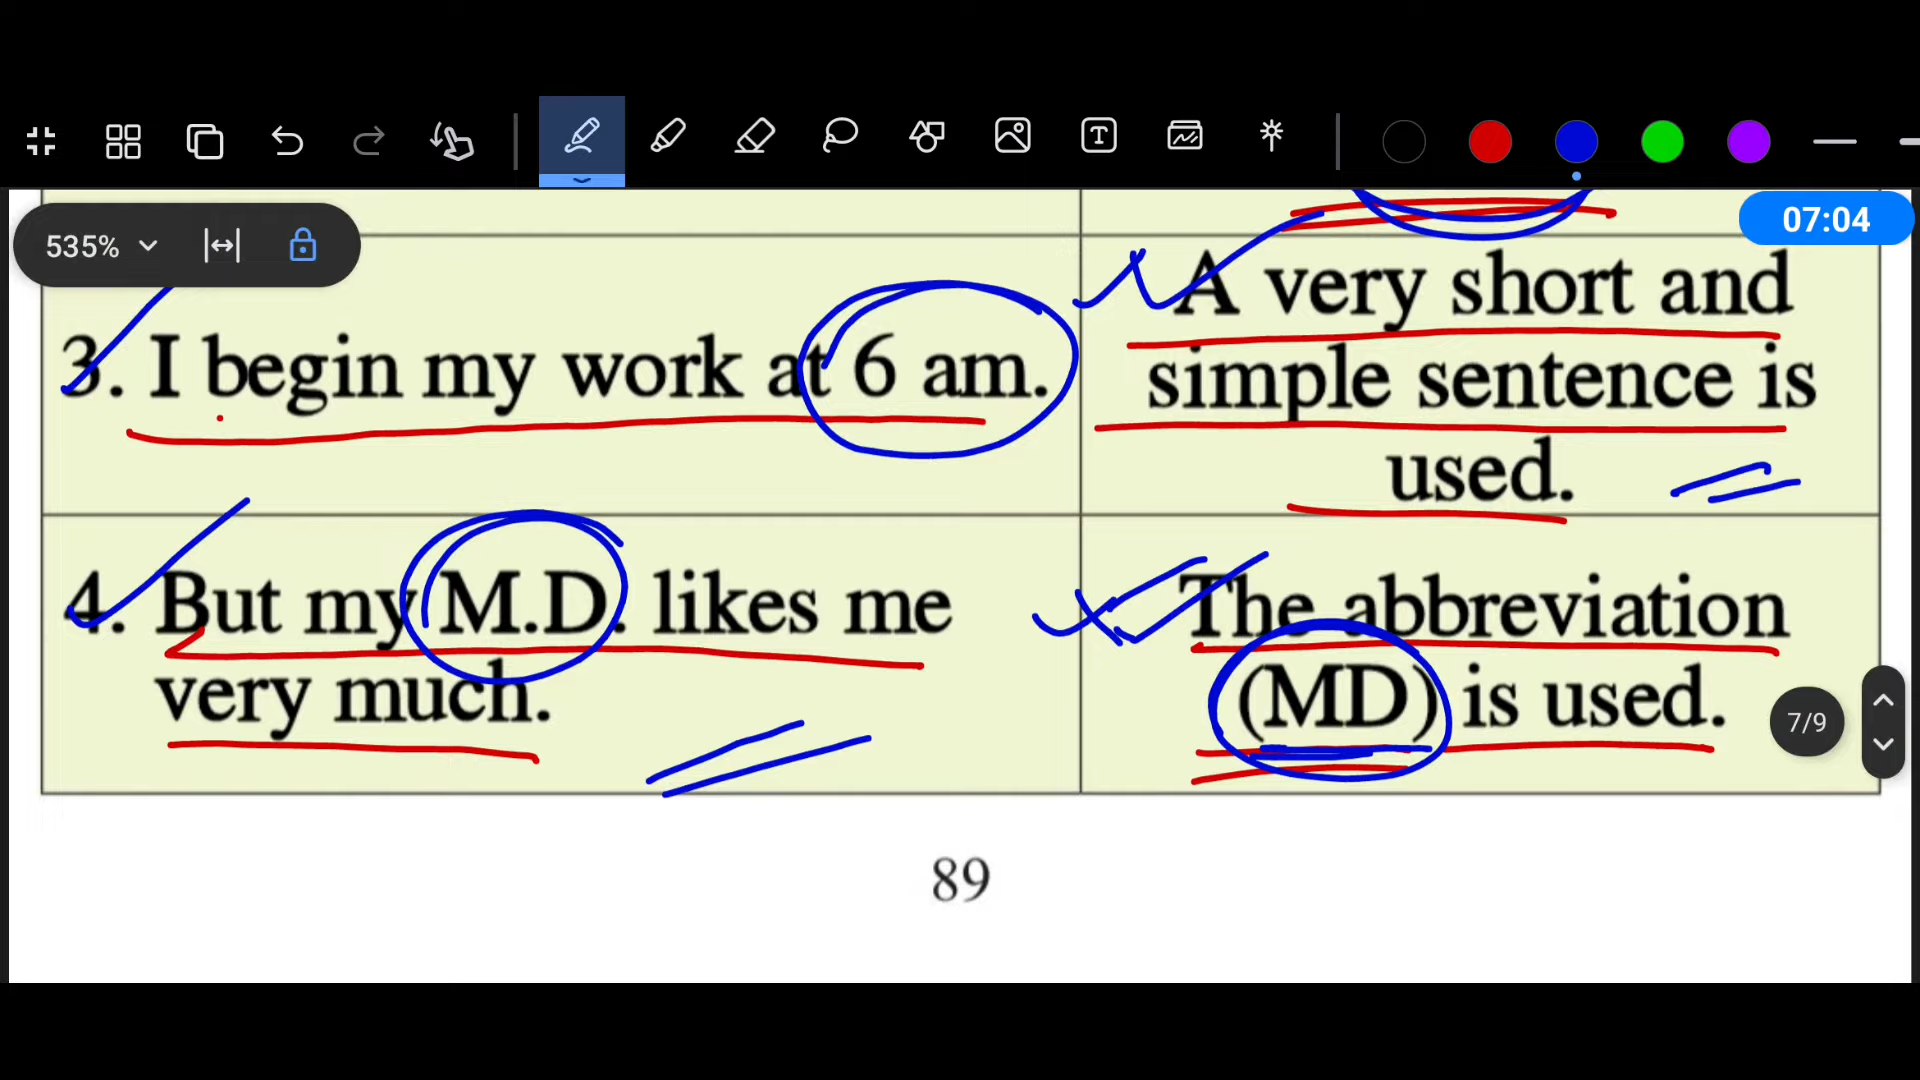 535%
07:04
3. I begin my work at 6 am.
A very short and
simple sentence is
used.
4. But my M.D. likes me
very much.
The abbreviation
(MD) is used.
7/9
89